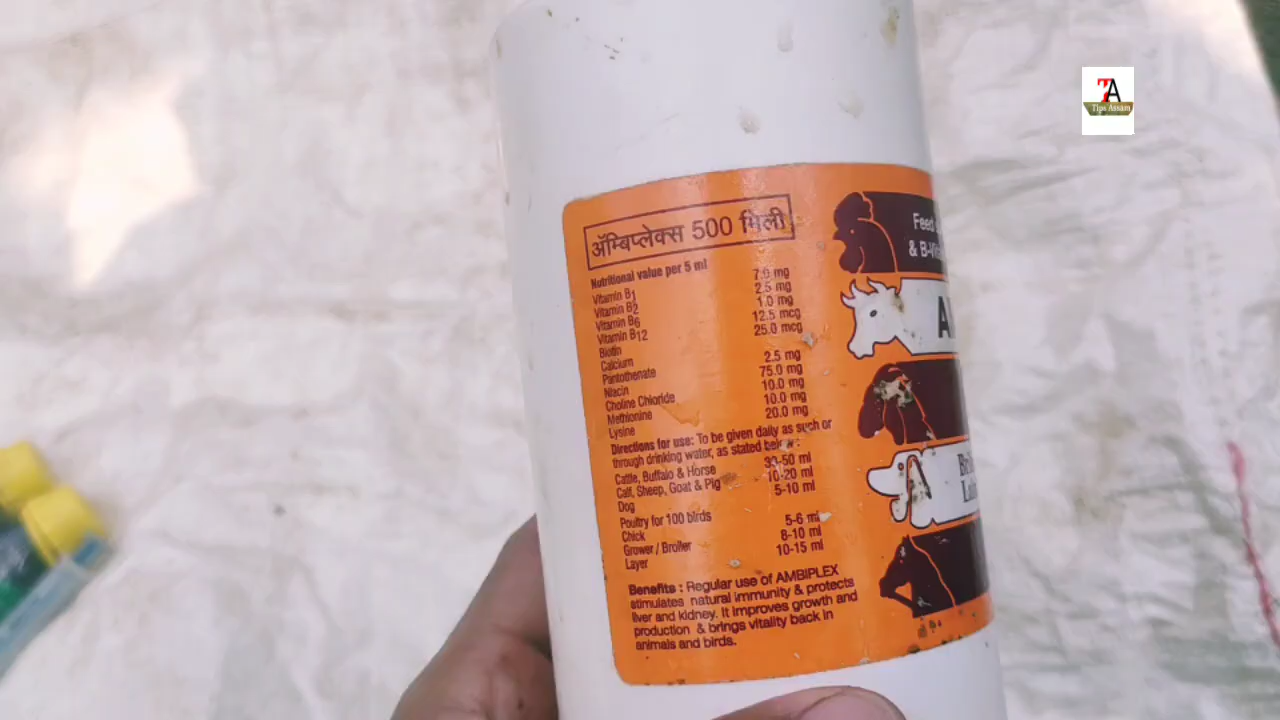 TA
Tips Assam
ॲम्बिप्लेक्स 500 मिली
Nutritional value per 5 ml
Vitamin B1 7.0 mg
Vitamin B2 2.5 mg
Vitamin B6 1.0 mg
Vitamin B12 12.5 mcg
Biotin 25.0 mcg
Calcium
Pantothenate 2.5 mg
Niacin 75.0 mg
Choline Chloride 10.0 mg
Methionine 10.0 mg
Lysine 20.0 mg
Directions for use: To be given daily as such or
through drinking water, as stated below:
Cattle, Buffalo & Horse 30-50 ml
Calf, Sheep, Goat & Pig 10-20 ml
Dog 5-10 ml
Poultry for 100 birds
Chick 5-6 ml
Grower / Broiler 8-10 ml
Layer 10-15 ml
Benefits : Regular use of AMBIPLEX
stimulates natural immunity & protects
liver and kidney. It improves growth and
production & brings vitality back in
animals and birds.
Feed
& B-Vit